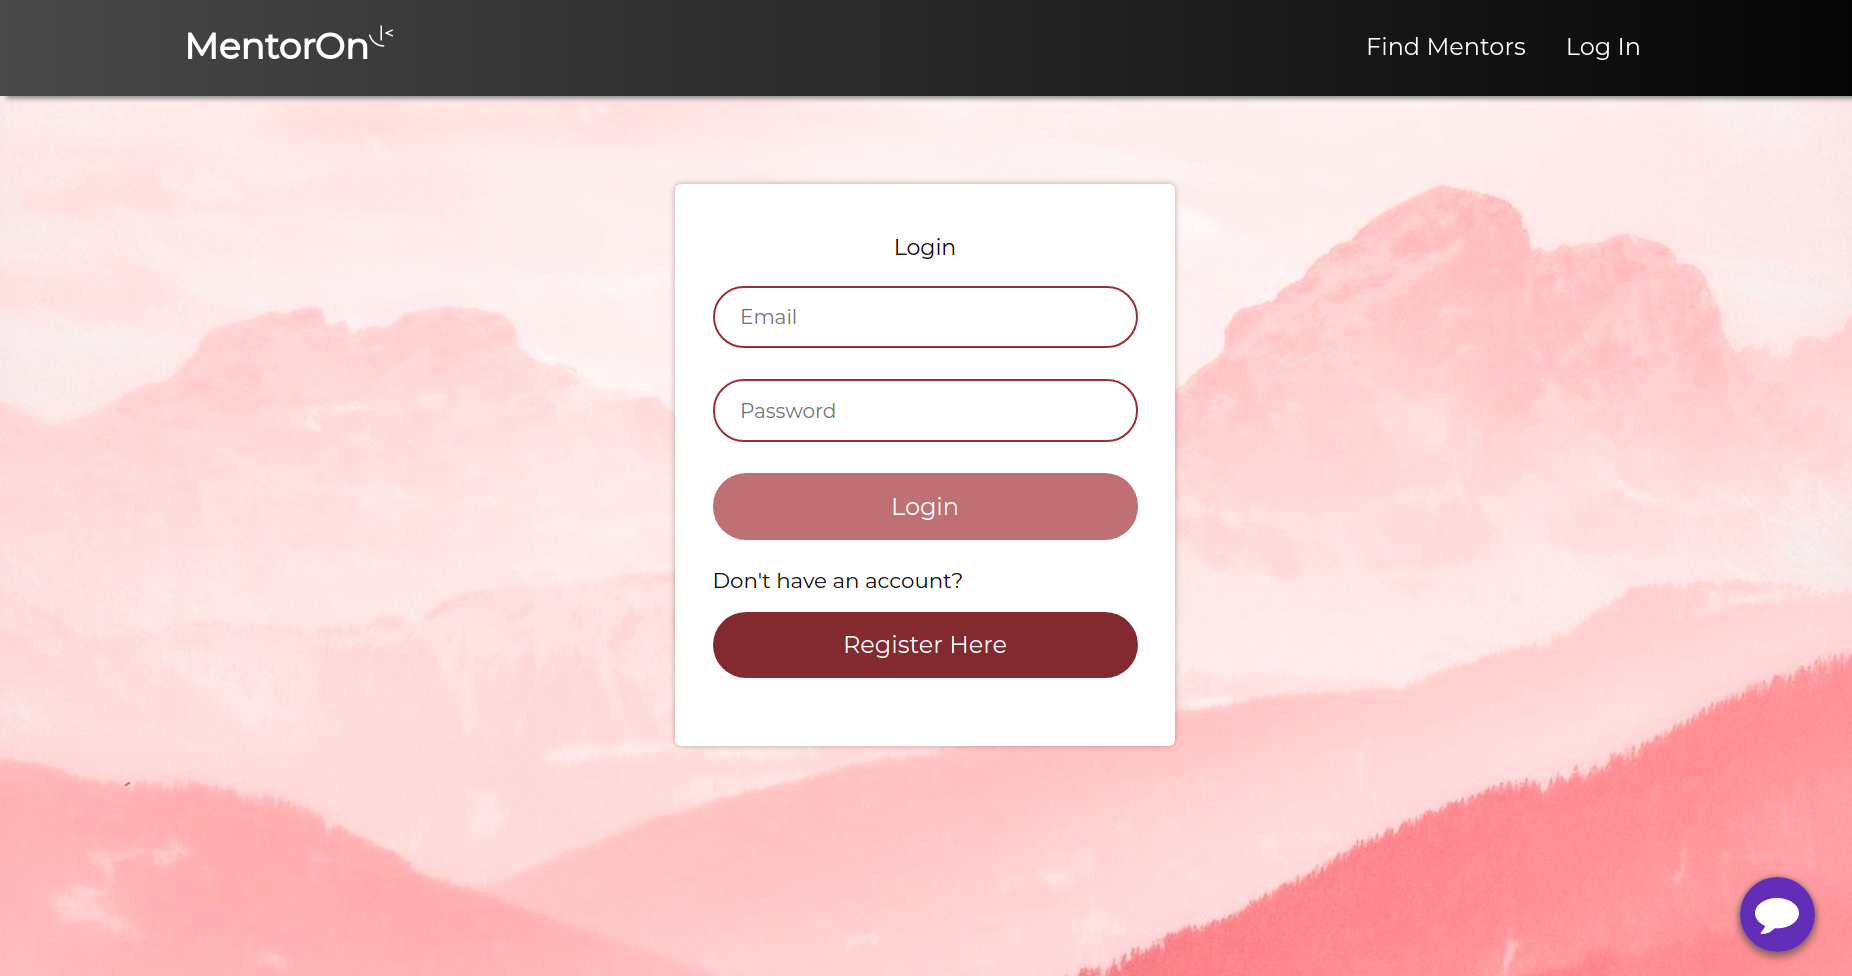 MentorOn
Find Mentors
Log In
Login
Email
Password
Login
Don't have an account?
Register Here